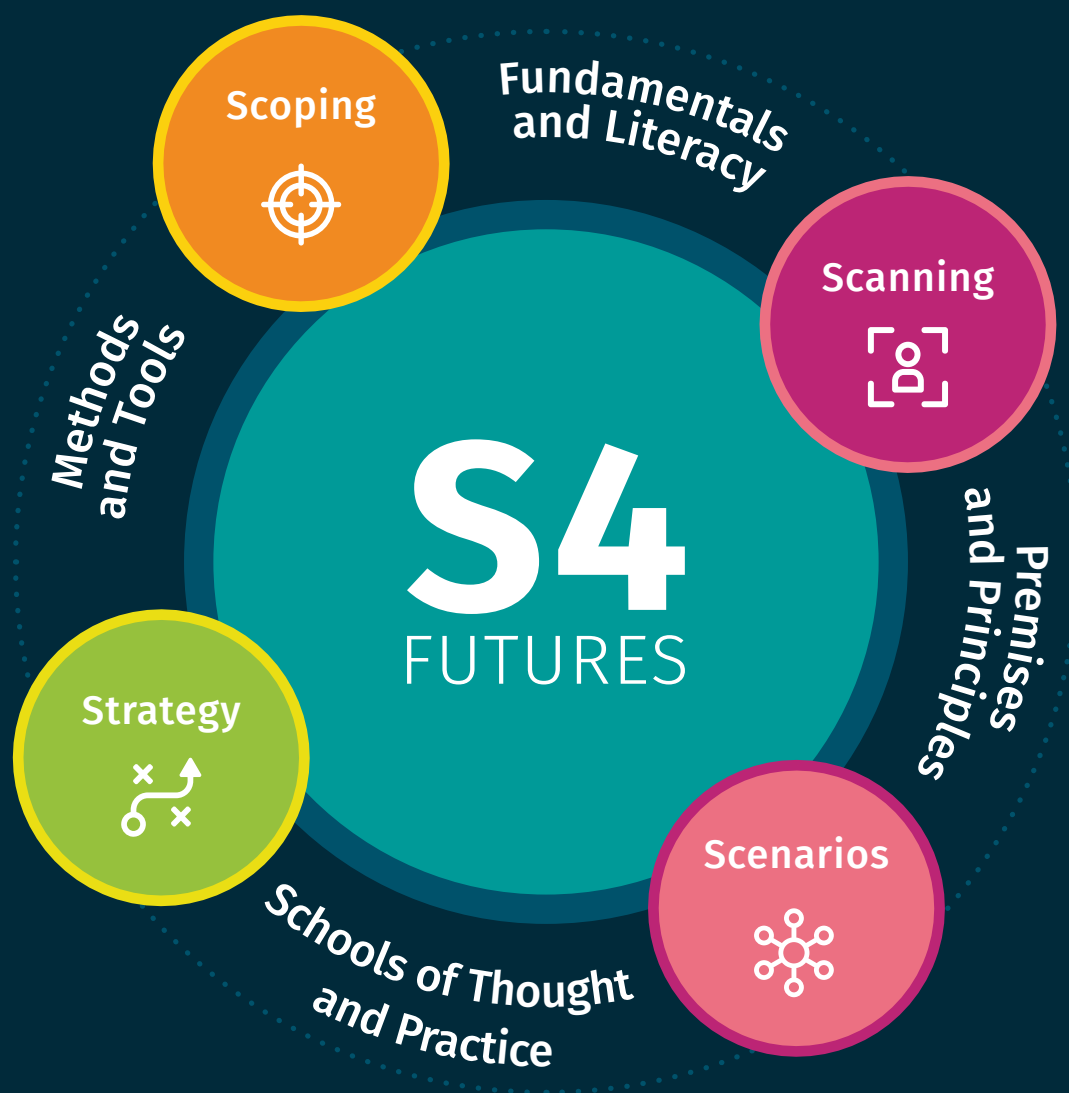 Scoping
Fundamentals
and Literacy
Scanning
Methods
and Tools
S4
FUTURES
Premises
and Principles
Strategy
Scenarios
Schools of Thought
and Practice